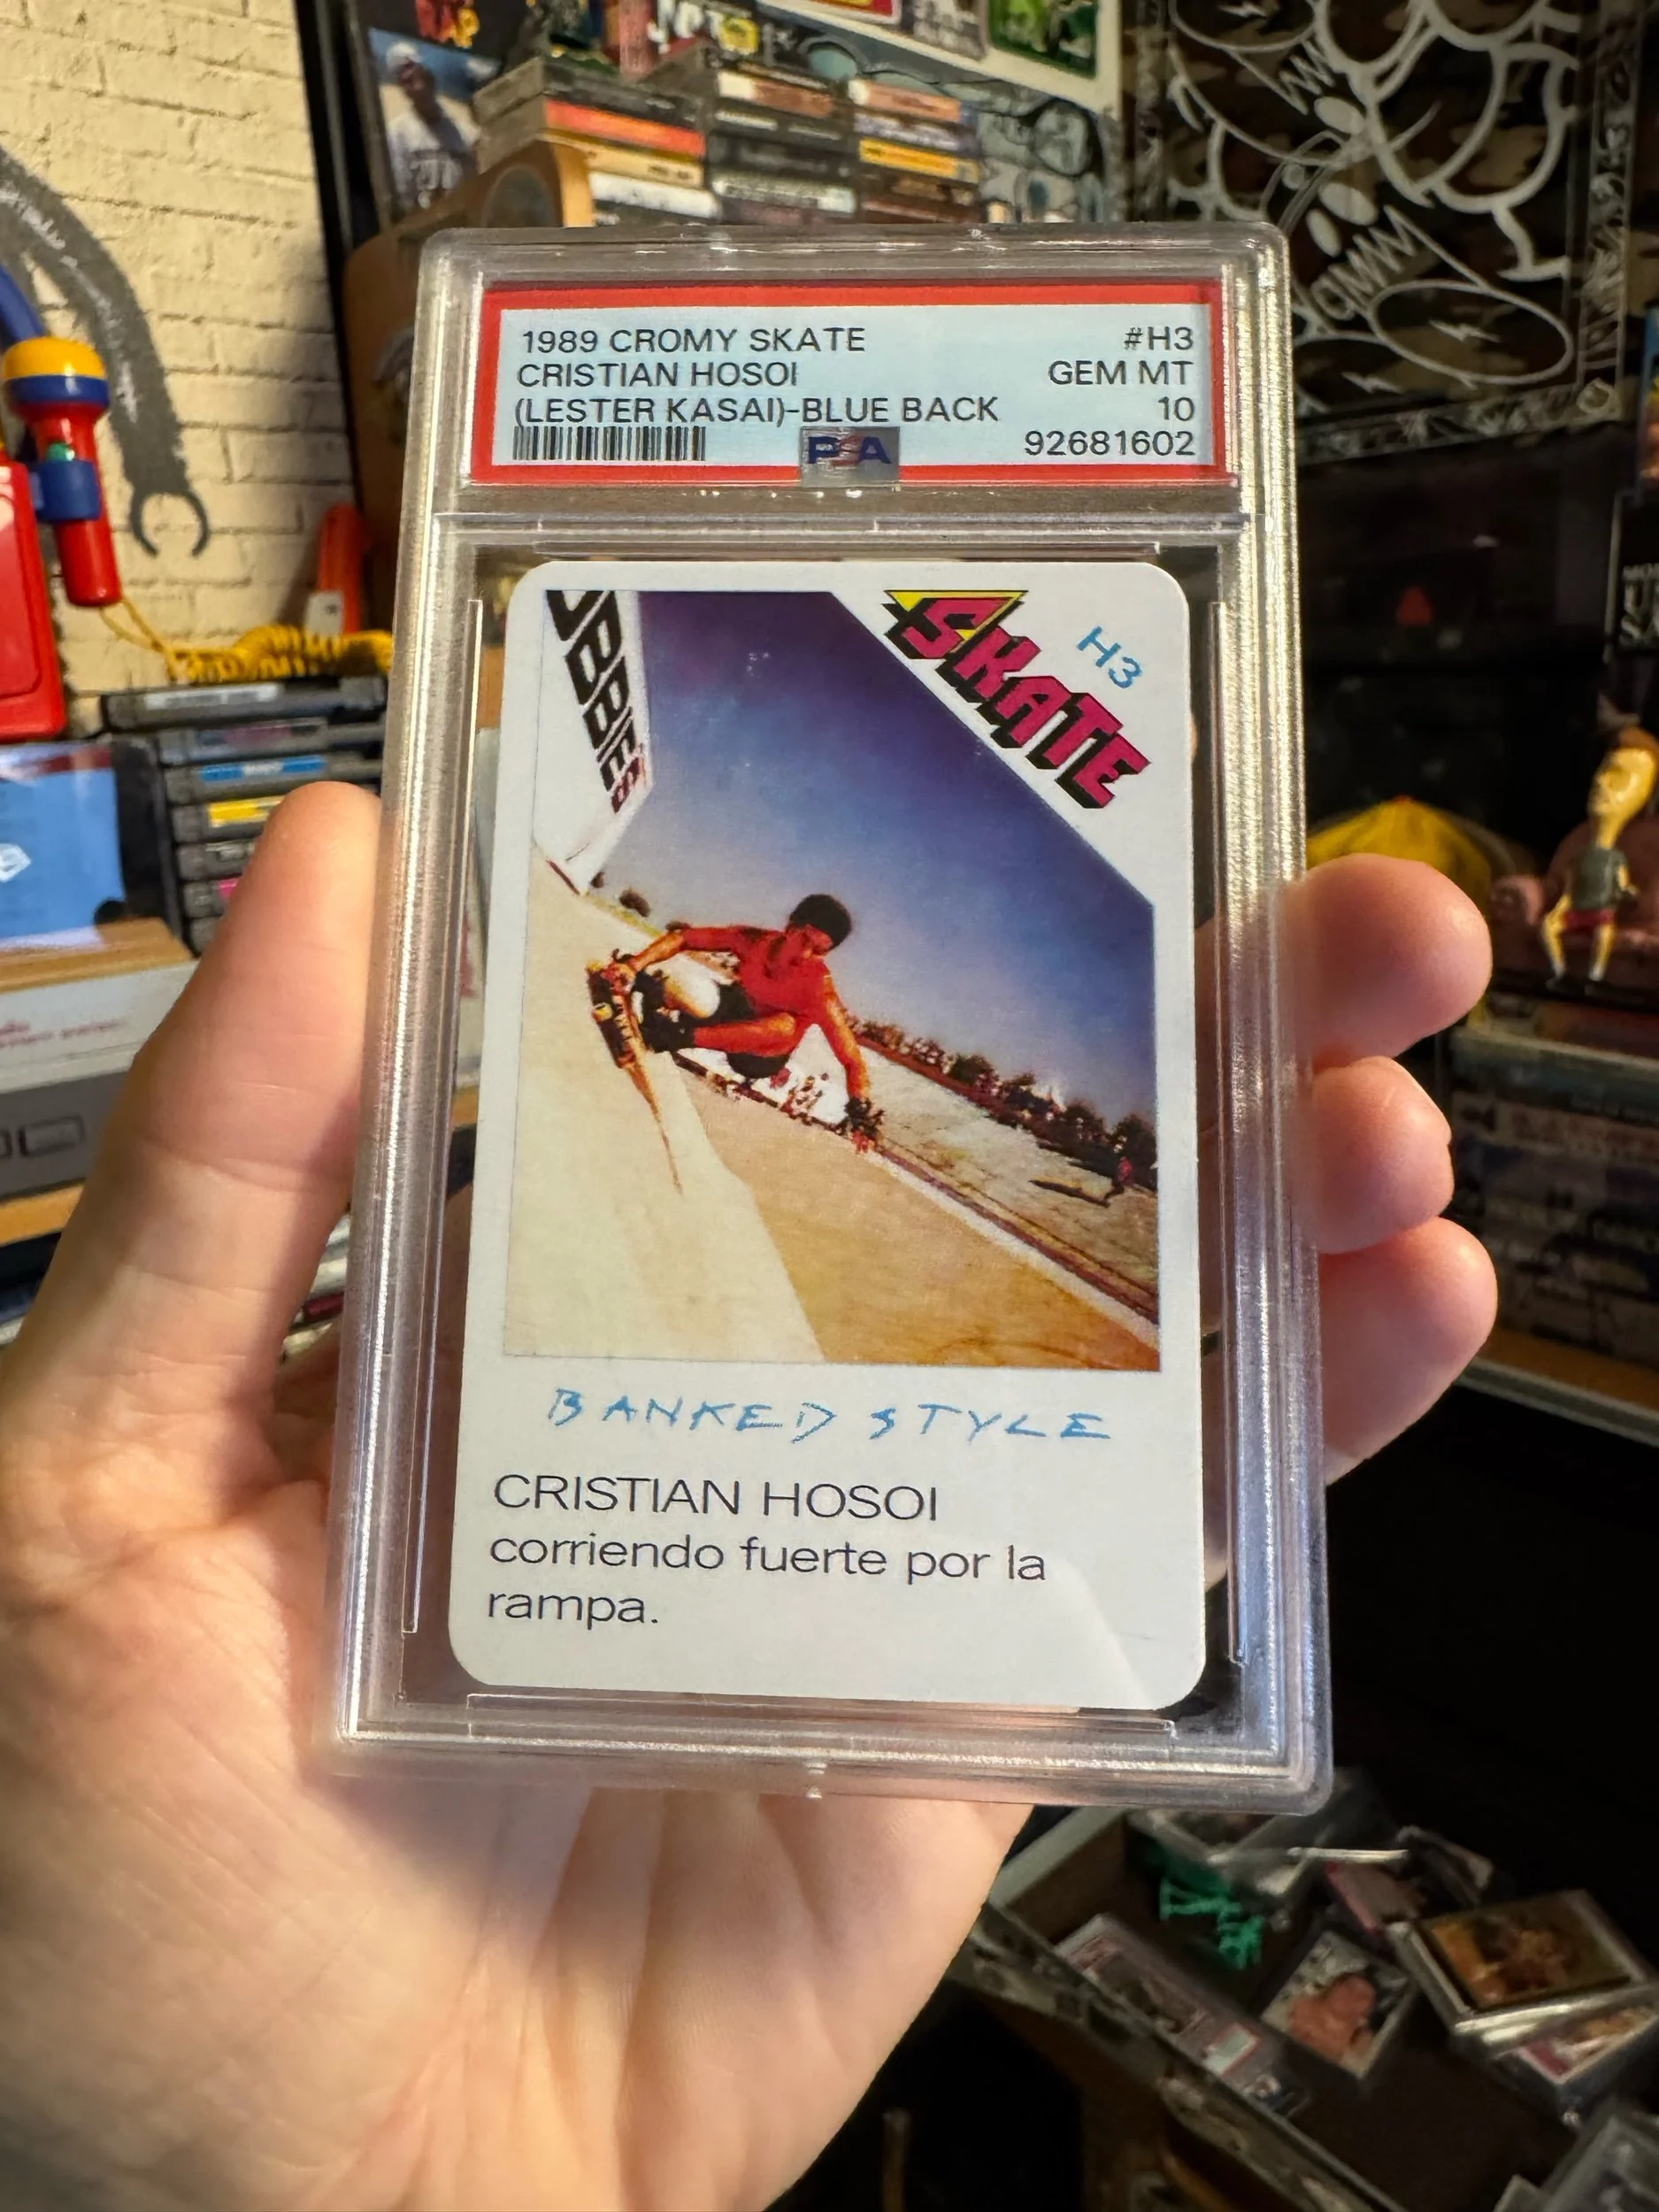 1989 CROMY SKATE #H3
CRISTIAN HOSOI GEM MT
(LESTER KASAI)-BLUE BACK 10
PSA 92681602
SKATE
H3
BANKED STYLE
CRISTIAN HOSOI
corriendo fuerte por la
rampa.